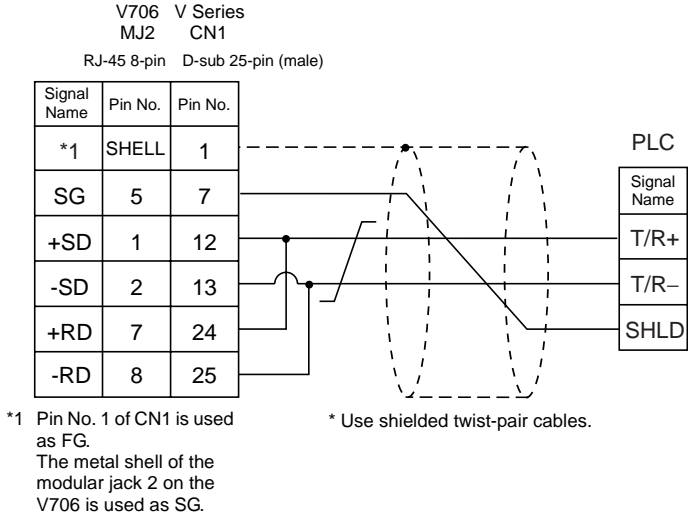 V706 V Series
MJ2 CN1
RJ-45 8-pin D-sub 25-pin (male)
Signal Name Pin No. Pin No.
*1 SHELL 1
SG 5 7
+SD 1 12
-SD 2 13
+RD 7 24
-RD 8 25
PLC
Signal Name
T/R+
T/R−
SHLD
*1 Pin No. 1 of CN1 is used
as FG.
The metal shell of the
modular jack 2 on the
V706 is used as SG.
* Use shielded twist-pair cables.